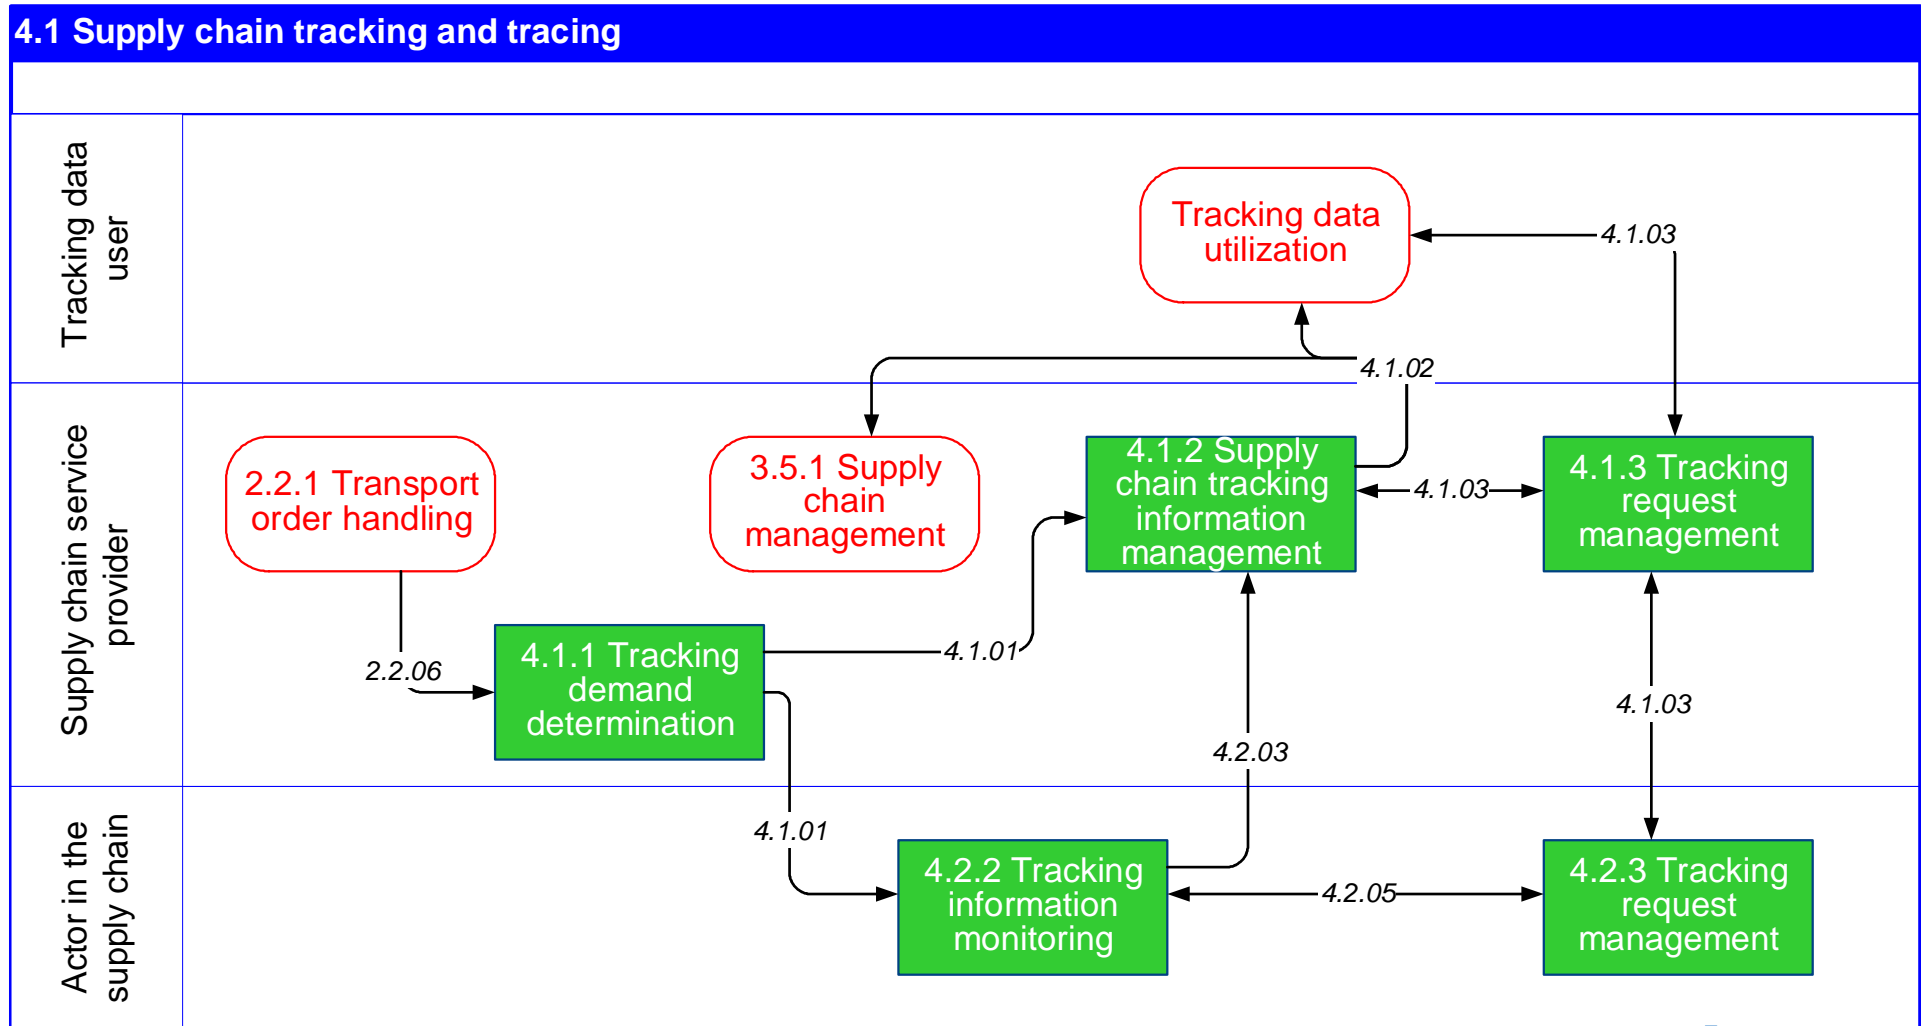 4.1 Supply chain tracking and tracing
Tracking data
user
Tracking data
utilization
4.1.03
4.1.02
Supply chain service
provider
2.2.1 Transport
order handling
3.5.1 Supply
chain
management
4.1.2 Supply
chain tracking
information
management
4.1.03
4.1.3 Tracking
request
management
2.2.06
4.1.1 Tracking
demand
determination
4.1.01
4.1.03
4.2.03
Actor in the
supply chain
4.1.01
4.2.2 Tracking
information
monitoring
4.2.05
4.2.3 Tracking
request
management